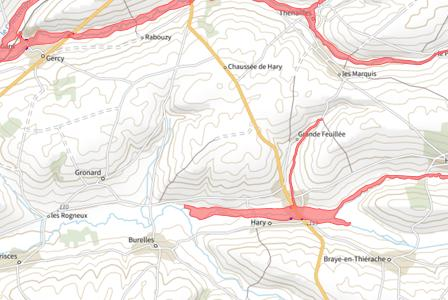 Thenailles
Rabouzy
Gercy
Chaussée de Hary
les Marquis
Grande Feuillée
Gronard
les Rogneux
Hary
Burelles
Braye-en-Thiérache